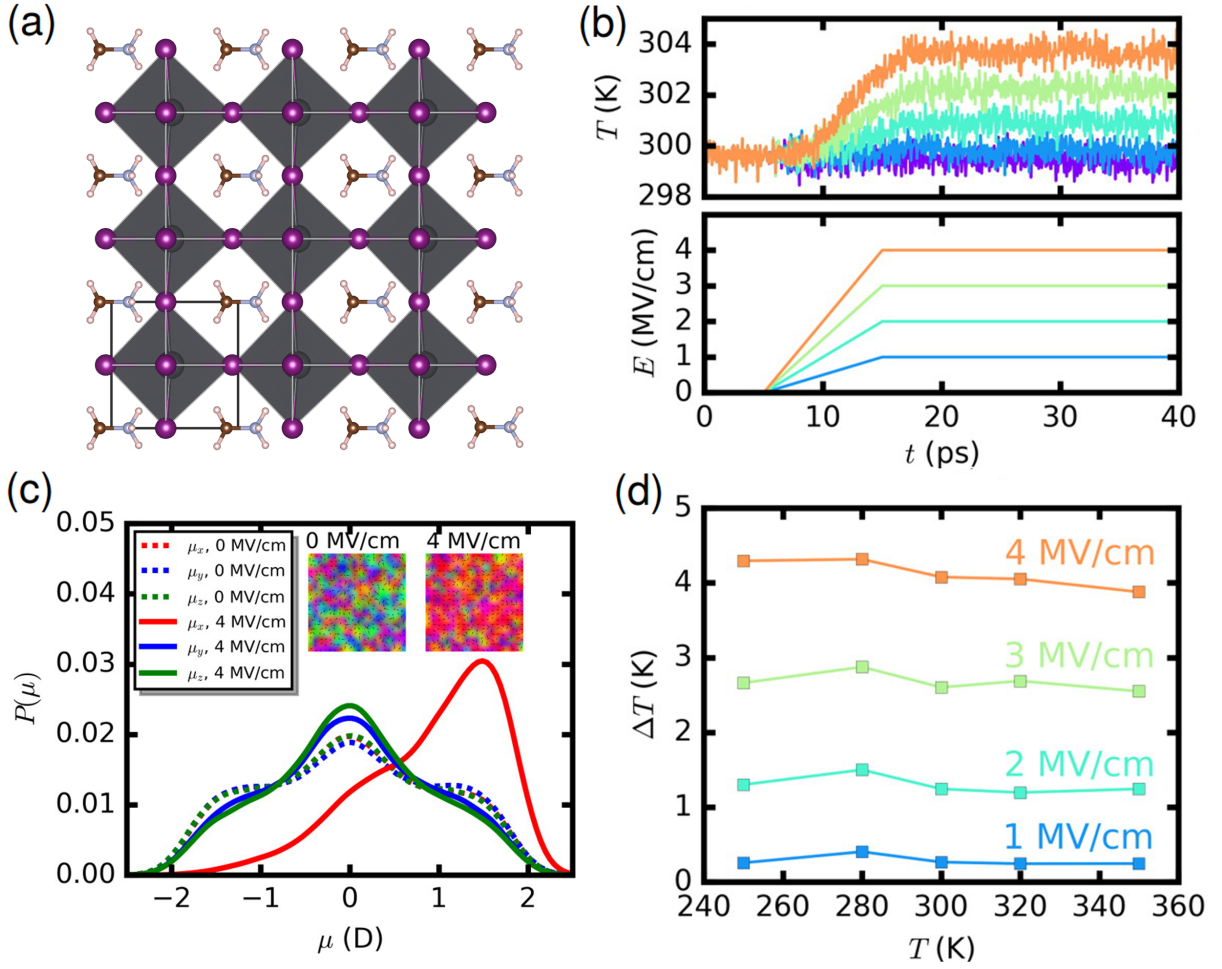 (a)
(b)
304
302
300
298
T (K)
4
3
2
1
0
E (MV/cm)
0 10 20 30 40
t (ps)
(c)
0.05
0.04
0.03
0.02
0.01
0.00
P(μ)
μx, 0 MV/cm
μy, 0 MV/cm
μz, 0 MV/cm
μx, 4 MV/cm
μy, 4 MV/cm
μz, 4 MV/cm
0 MV/cm 4 MV/cm
−2 −1 0 1 2
μ (D)
(d)
5
4
3
2
1
0
ΔT (K)
4 MV/cm
3 MV/cm
2 MV/cm
1 MV/cm
240 260 280 300 320 340 360
T (K)